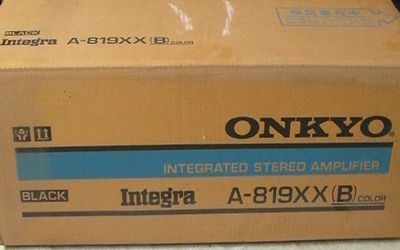 BLACK
Integra A-819XX (B) COLOR
ONKYO
INTEGRATED STEREO AMPLIFIER
BLACK Integra A-819XX (B) COLOR